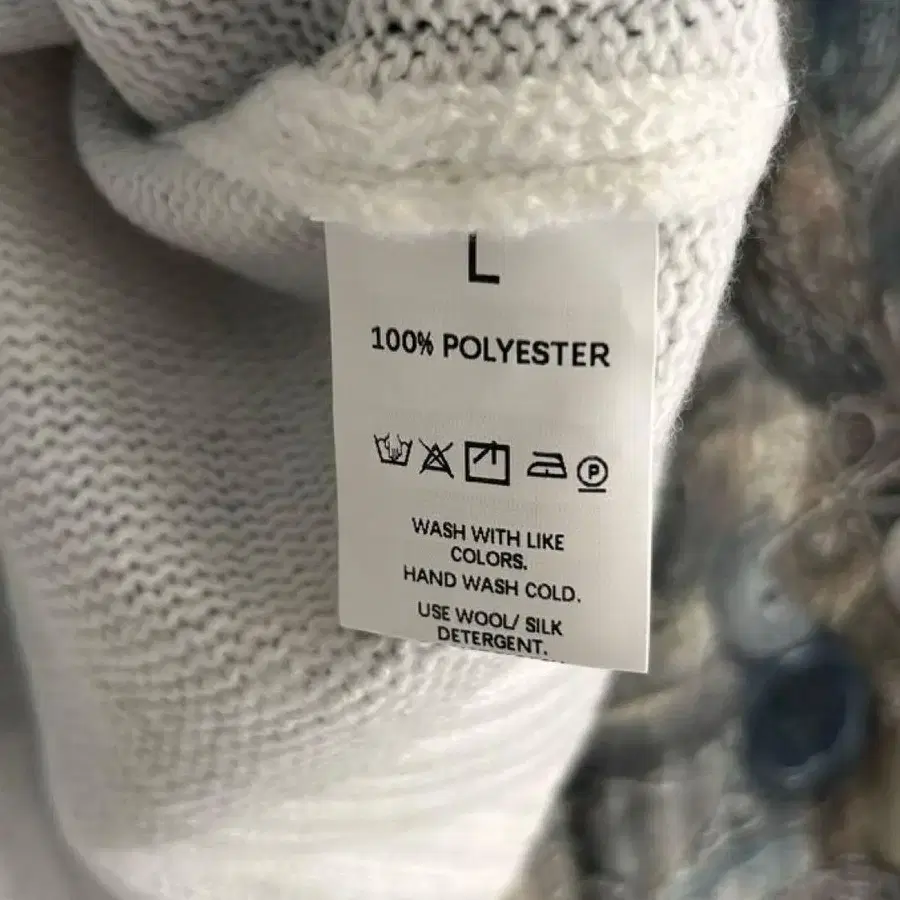 L
100% POLYESTER
P
WASH WITH LIKE
COLORS.
HAND WASH COLD.
USE WOOL/ SILK
DETERGENT.